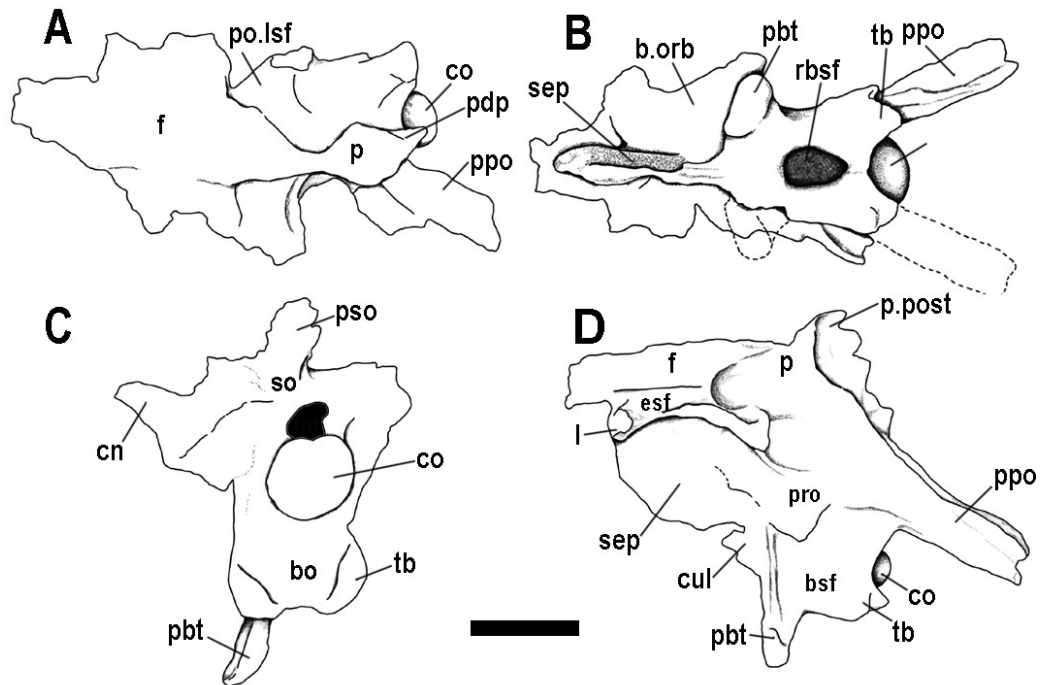 A
po.lsf
co
pdp
f
p
ppo
B
b.orb
pbt
tb
ppo
sep
rbsf
C
pso
so
cn
co
bo
tb
pbt
D
p.post
f
p
esf
l
pro
ppo
sep
cul
bsf
co
pbt
tb